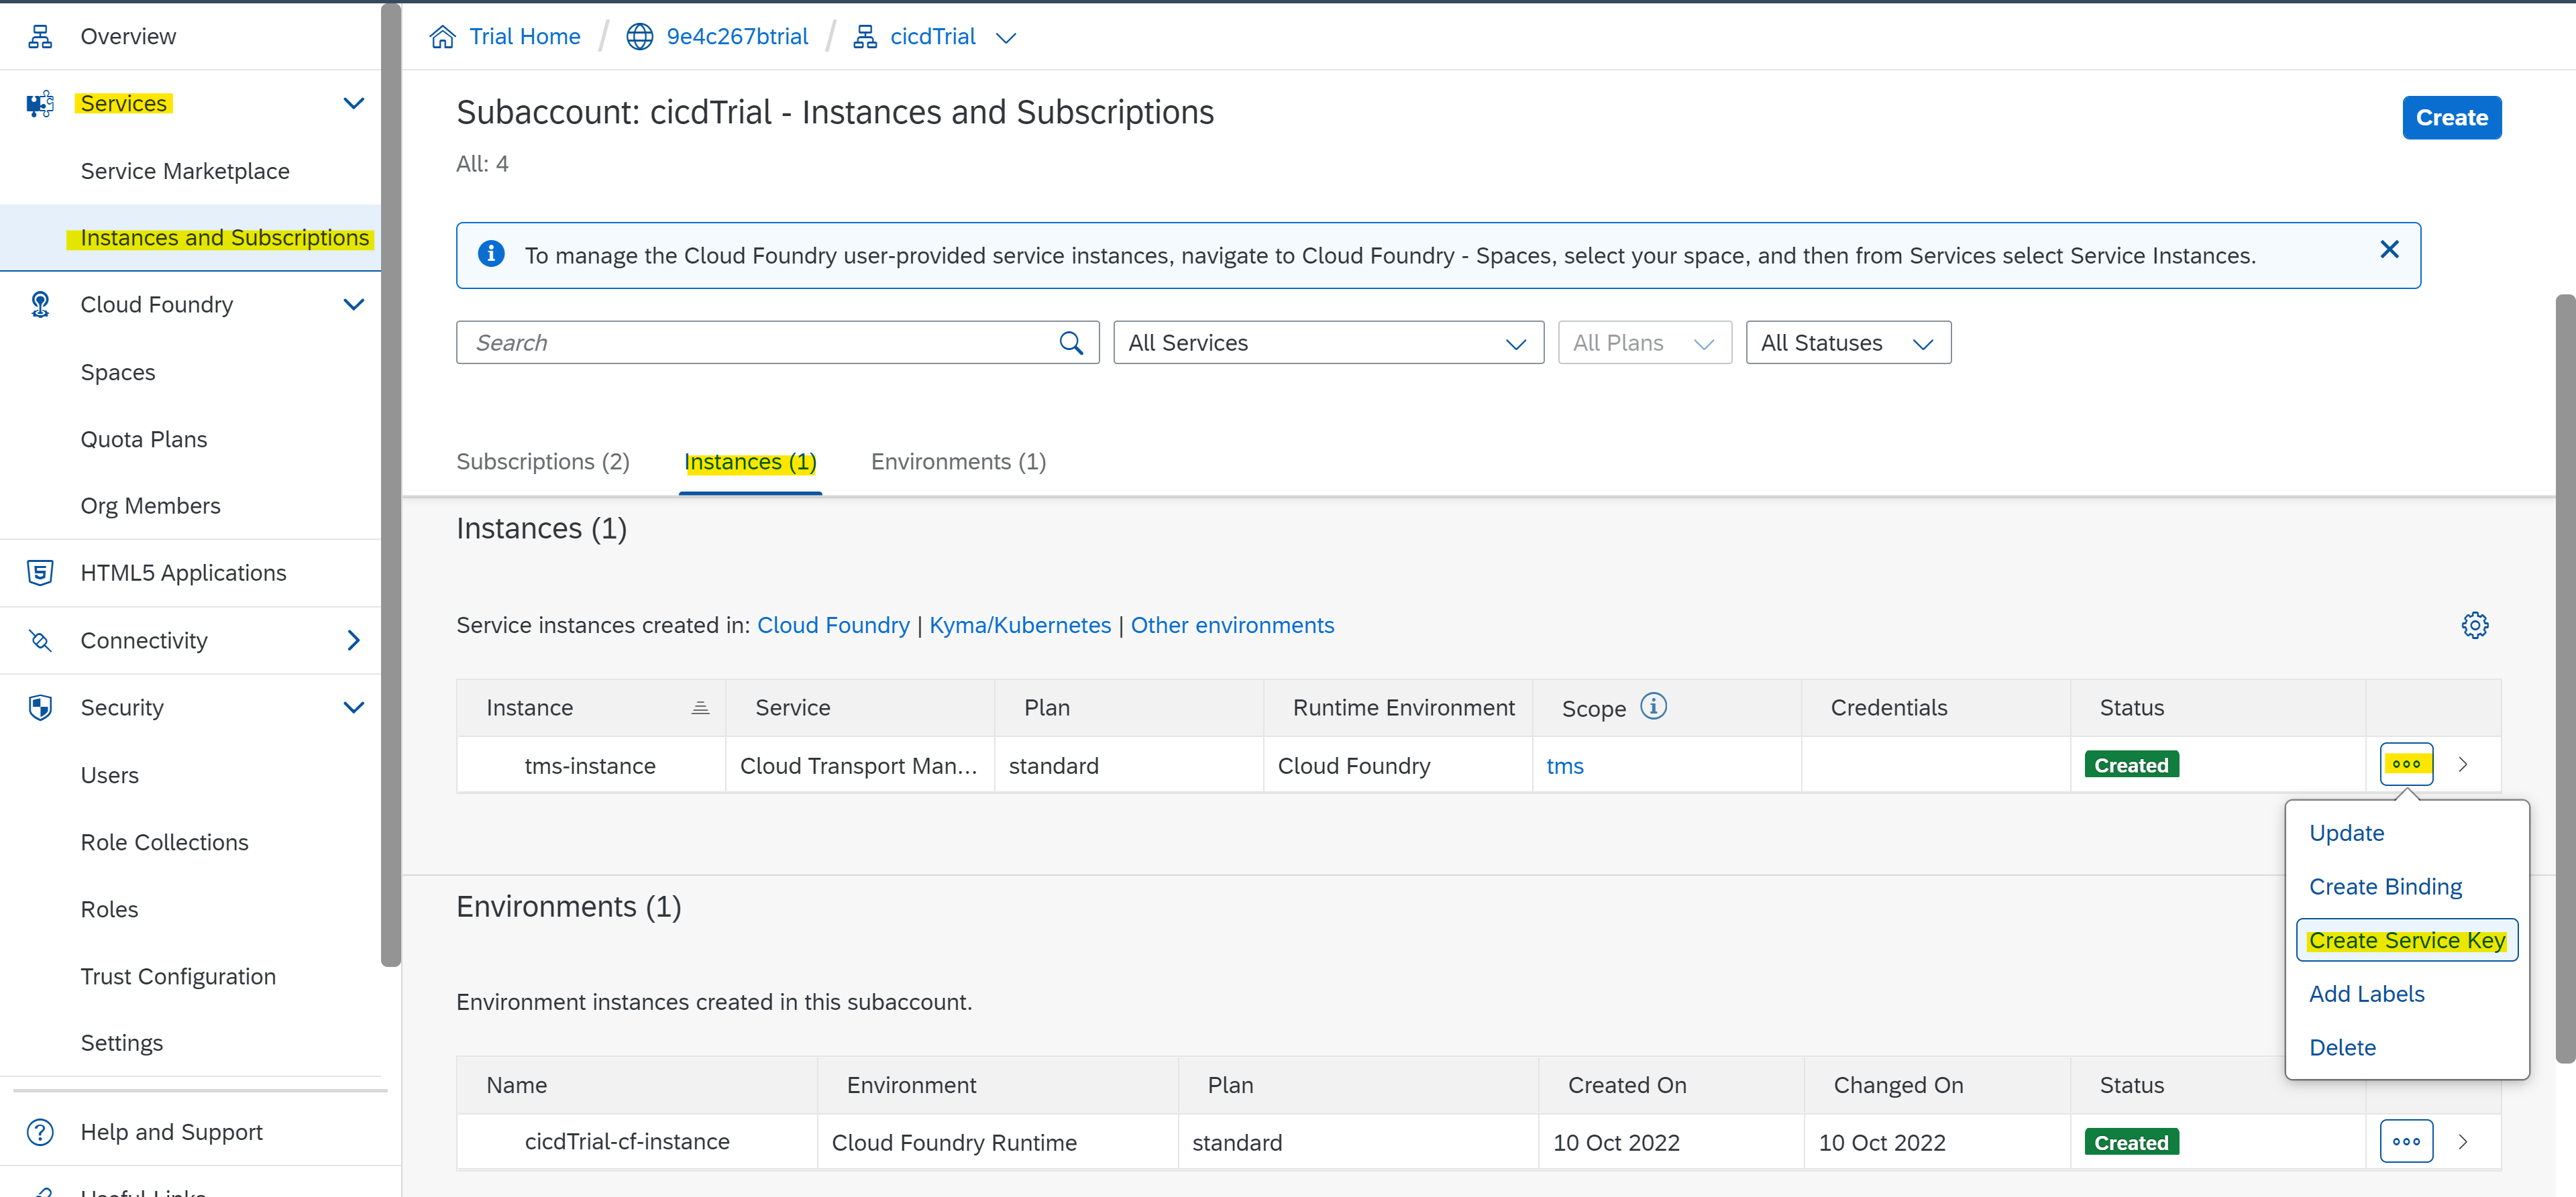 Overview
Services
Service Marketplace
Instances and Subscriptions
Cloud Foundry
Spaces
Quota Plans
Org Members
HTML5 Applications
Connectivity
Security
Users
Role Collections
Roles
Trust Configuration
Settings
Help and Support
Useful Links
Trial Home / 9e4c267btrial / cicdTrial
Subaccount: cicdTrial - Instances and Subscriptions
Create
All: 4
To manage the Cloud Foundry user-provided service instances, navigate to Cloud Foundry - Spaces, select your space, and then from Services select Service Instances.
Search All Services All Plans All Statuses
Subscriptions (2) Instances (1) Environments (1)
Instances (1)
Service instances created in: Cloud Foundry | Kyma/Kubernetes | Other environments
Instance Service Plan Runtime Environment Scope Credentials Status
tms-instance Cloud Transport Man... standard Cloud Foundry tms Created
Update
Create Binding
Create Service Key
Add Labels
Delete
Environments (1)
Environment instances created in this subaccount.
Name Environment Plan Created On Changed On Status
cicdTrial-cf-instance Cloud Foundry Runtime standard 10 Oct 2022 10 Oct 2022 Created